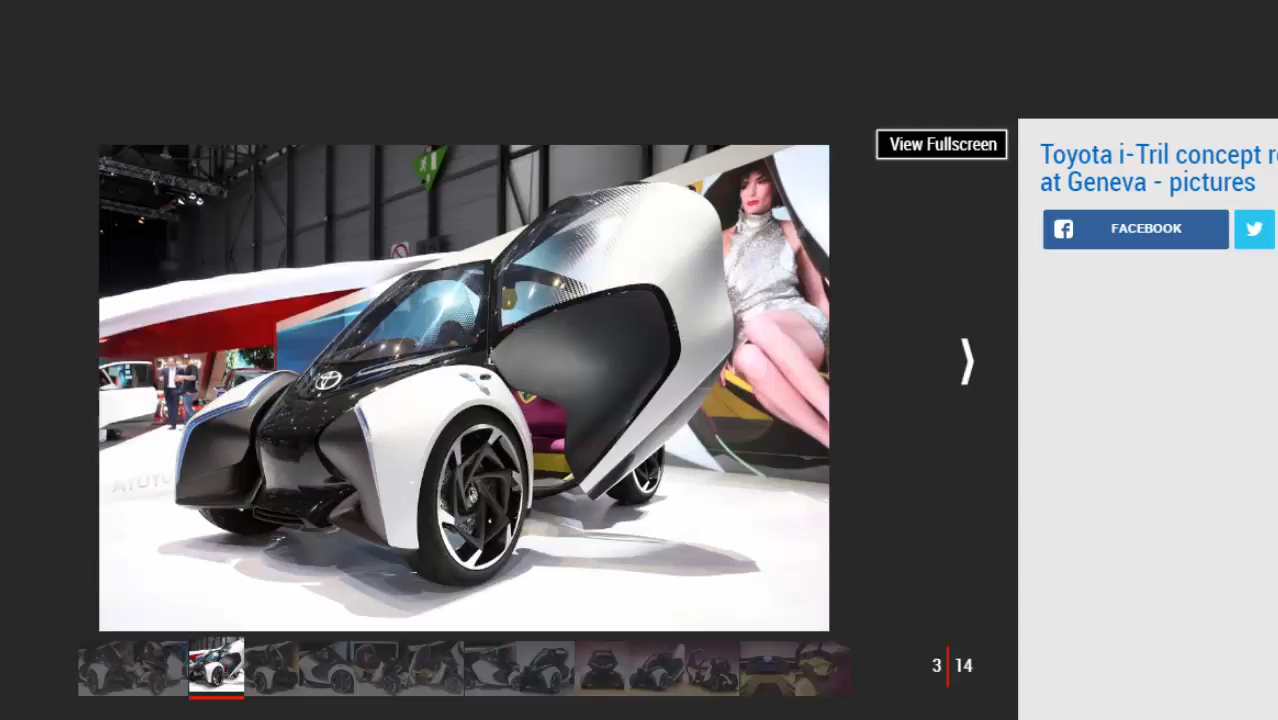 View Fullscreen
Toyota i-Tril concept
at Geneva - pictures
FACEBOOK
3
14